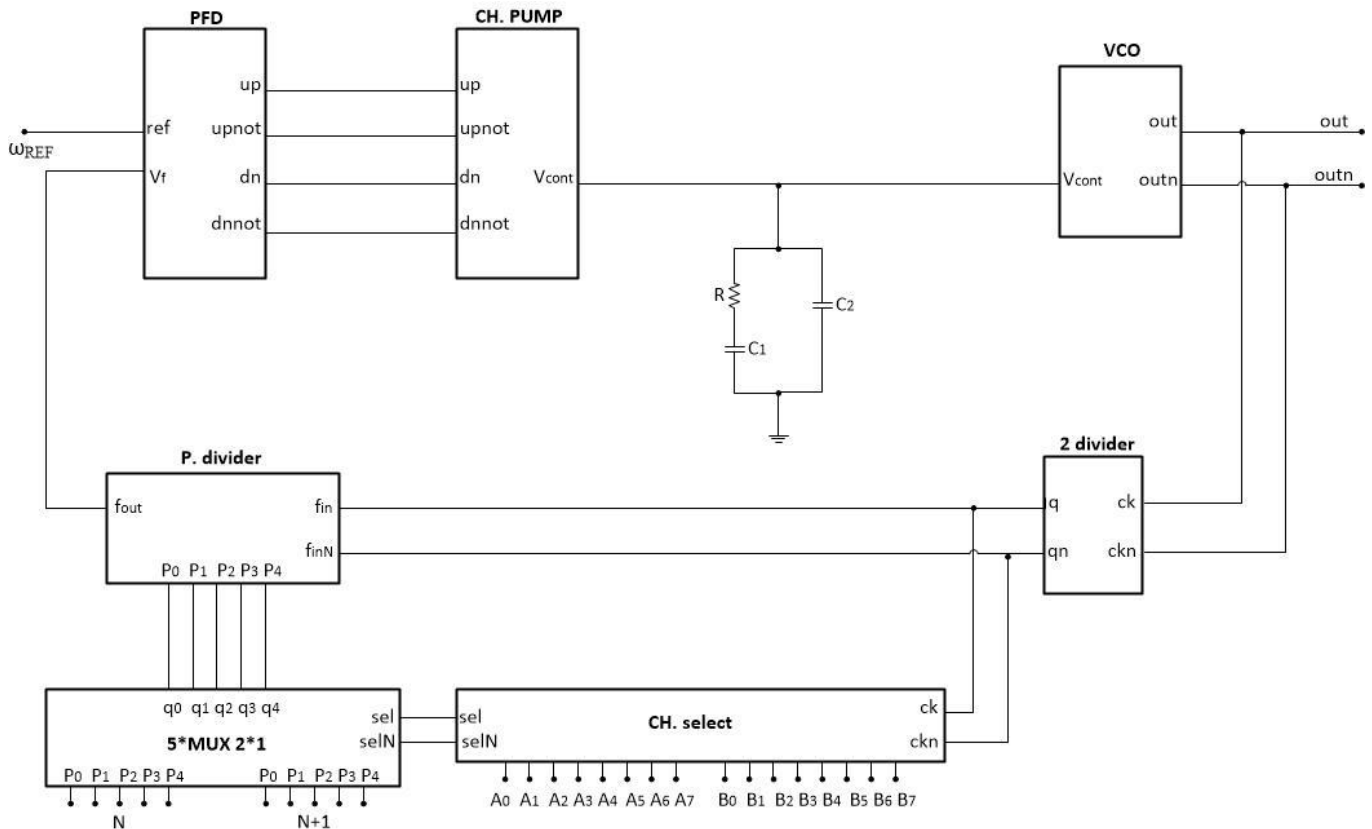 PFD
CH. PUMP
VCO
up
up
upnot
upnot
ref
out
out
ωREF
Vf
dn
dn
Vcont
Vcont
outn
outn
dnnot
dnnot
R
C2
C1
P. divider
2 divider
fout
fin
q
ck
finN
qn
ckn
P0 P1 P2 P3 P4
q0 q1 q2 q3 q4
sel
sel
CH. select
ck
5*MUX 2*1
selN
selN
ckn
P0 P1 P2 P3 P4
P0 P1 P2 P3 P4
A0 A1 A2 A3 A4 A5 A6 A7
B0 B1 B2 B3 B4 B5 B6 B7
N
N+1